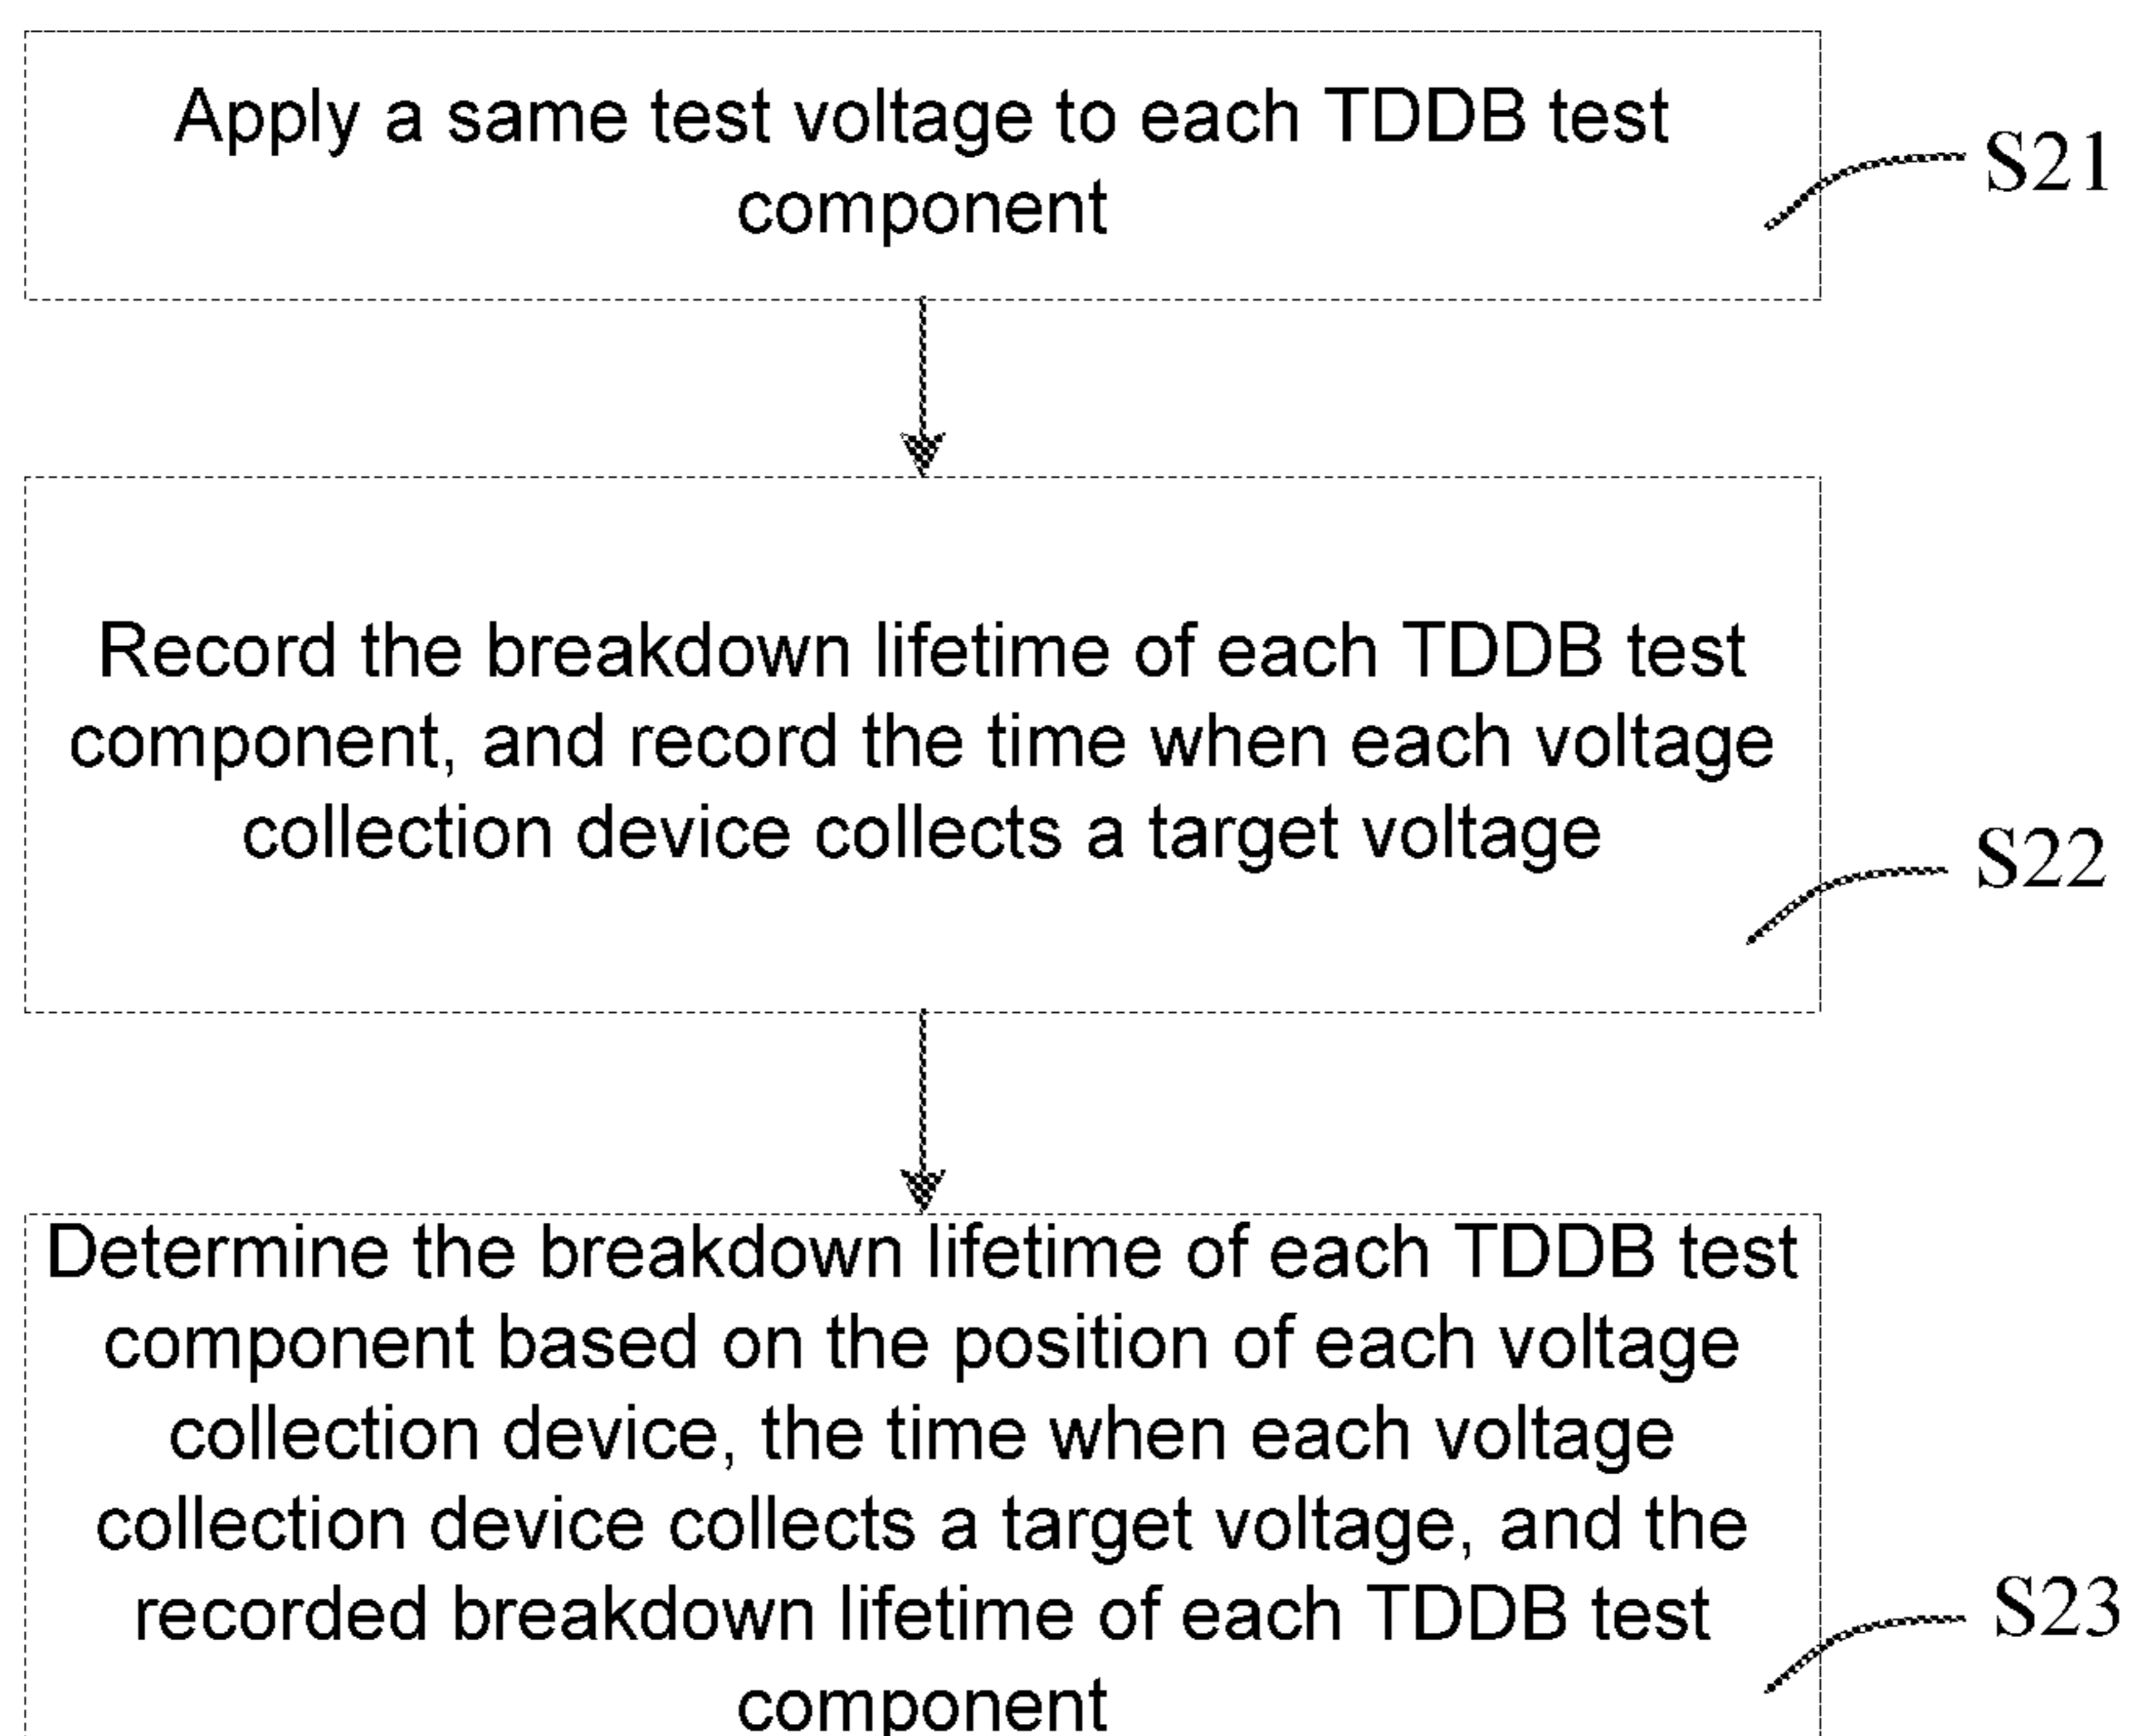 Apply a same test voltage to each TDDB test
component
S21
Record the breakdown lifetime of each TDDB test
component, and record the time when each voltage
collection device collects a target voltage
S22
Determine the breakdown lifetime of each TDDB test
component based on the position of each voltage
collection device, the time when each voltage
collection device collects a target voltage, and the
recorded breakdown lifetime of each TDDB test
component
S23